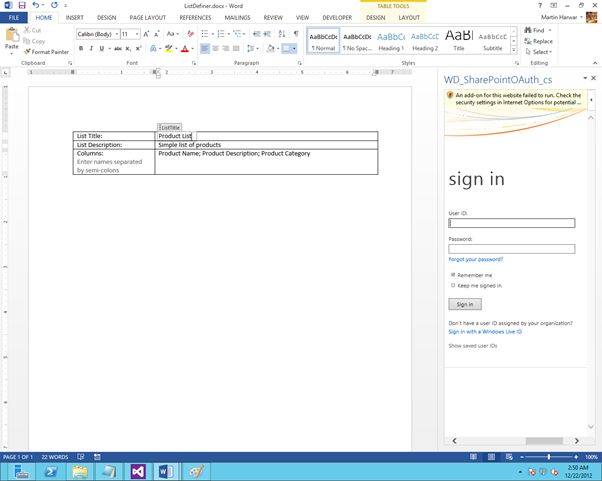 ListDefiner.docx - Word
TABLE TOOLS
FILE HOME INSERT DESIGN PAGE LAYOUT REFERENCES MAILINGS REVIEW VIEW DEVELOPER DESIGN LAYOUT Martin Harwar
Paste
Cut
Copy
Format Painter
Calibri (Body) 11
AaBbCcDc AaBbCcDc AaBbC AaBbCc AaB AaBbCcD
¶ Normal ¶ No Spac... Heading 1 Heading 2 Title Subtitle
Find
Replace
Select
Clipboard Font Paragraph Styles Editing
ListTitle
List Title: Product List
List Description: Simple list of products
Columns: Product Name; Product Description; Product Category
Enter names separated
by semi-colons
WD_SharePointOAuth_cs
An add-on for this website failed to run. Check the
security settings in Internet Options for potential ...
sign in
User ID:
Password:
Forgot your password?
Remember me
Keep me signed in
Sign in
Don't have a user ID assigned by your organization?
Sign in with a Windows Live ID
Show saved user IDs
PAGE 1 OF 1 22 WORDS 100%
2:50 AM
12/22/2012